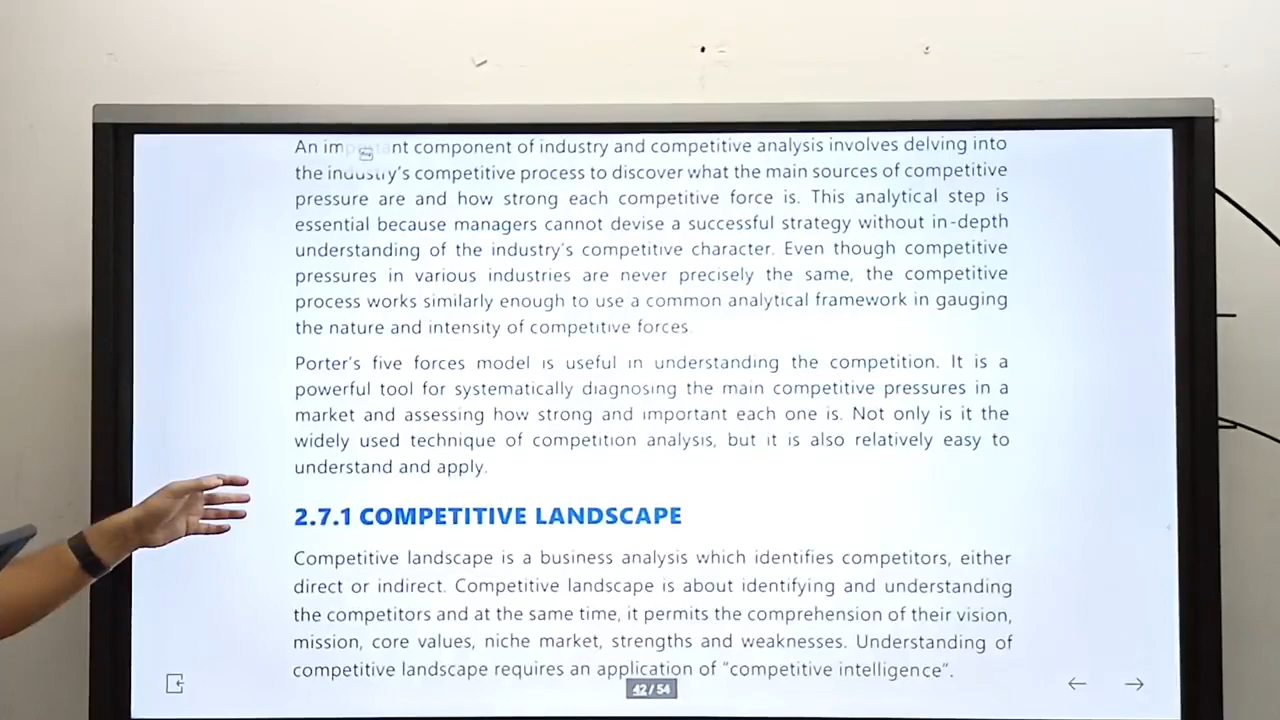 An important component of industry and competitive analysis involves delving into
the industry's competitive process to discover what the main sources of competitive
pressure are and how strong each competitive force is. This analytical step is
essential because managers cannot devise a successful strategy without in-depth
understanding of the industry's competitive character. Even though competitive
pressures in various industries are never precisely the same, the competitive
process works similarly enough to use a common analytical framework in gauging
the nature and intensity of competitive forces.
Porter's five forces model is useful in understanding the competition. It is a
powerful tool for systematically diagnosing the main competitive pressures in a
market and assessing how strong and important each one is. Not only is it the
widely used technique of competition analysis, but it is also relatively easy to
understand and apply.
2.7.1 COMPETITIVE LANDSCAPE
Competitive landscape is a business analysis which identifies competitors, either
direct or indirect. Competitive landscape is about identifying and understanding
the competitors and at the same time, it permits the comprehension of their vision,
mission, core values, niche market, strengths and weaknesses. Understanding of
competitive landscape requires an application of "competitive intelligence".
42 / 54